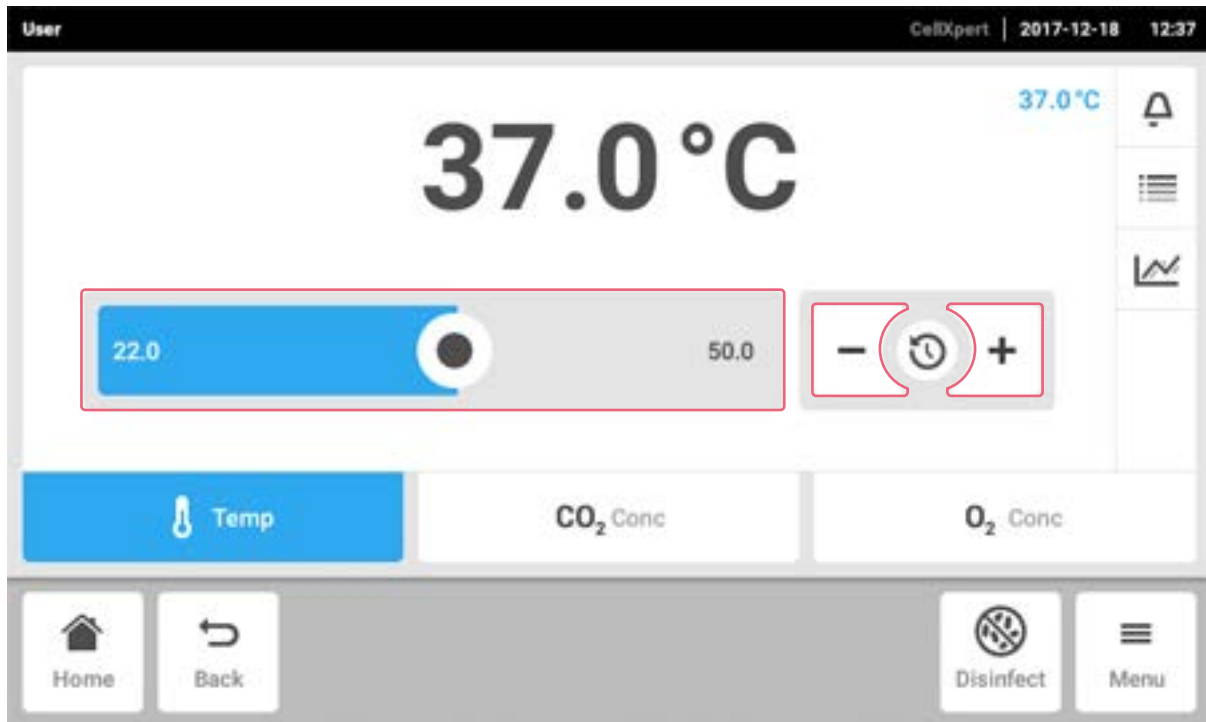 User CellXpert | 2017-12-18 12:37
37.0°C
37.0°C
22.0 50.0 − +
Temp CO₂ Conc O₂ Conc
Home Back Disinfect Menu